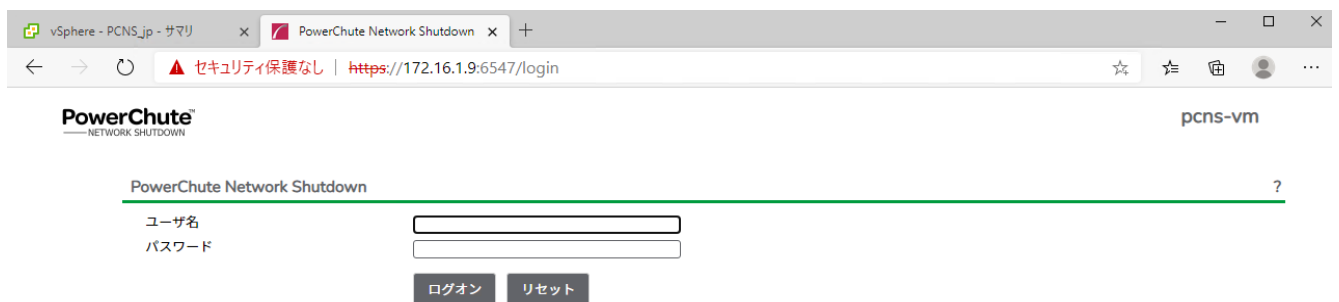 vSphere - PCNS_jp - サマリ
PowerChute Network Shutdown
セキュリティ保護なし | https://172.16.1.9:6547/login
PowerChute™
NETWORK SHUTDOWN
pcns-vm
PowerChute Network Shutdown ?
ユーザ名
パスワード
ログオン リセット